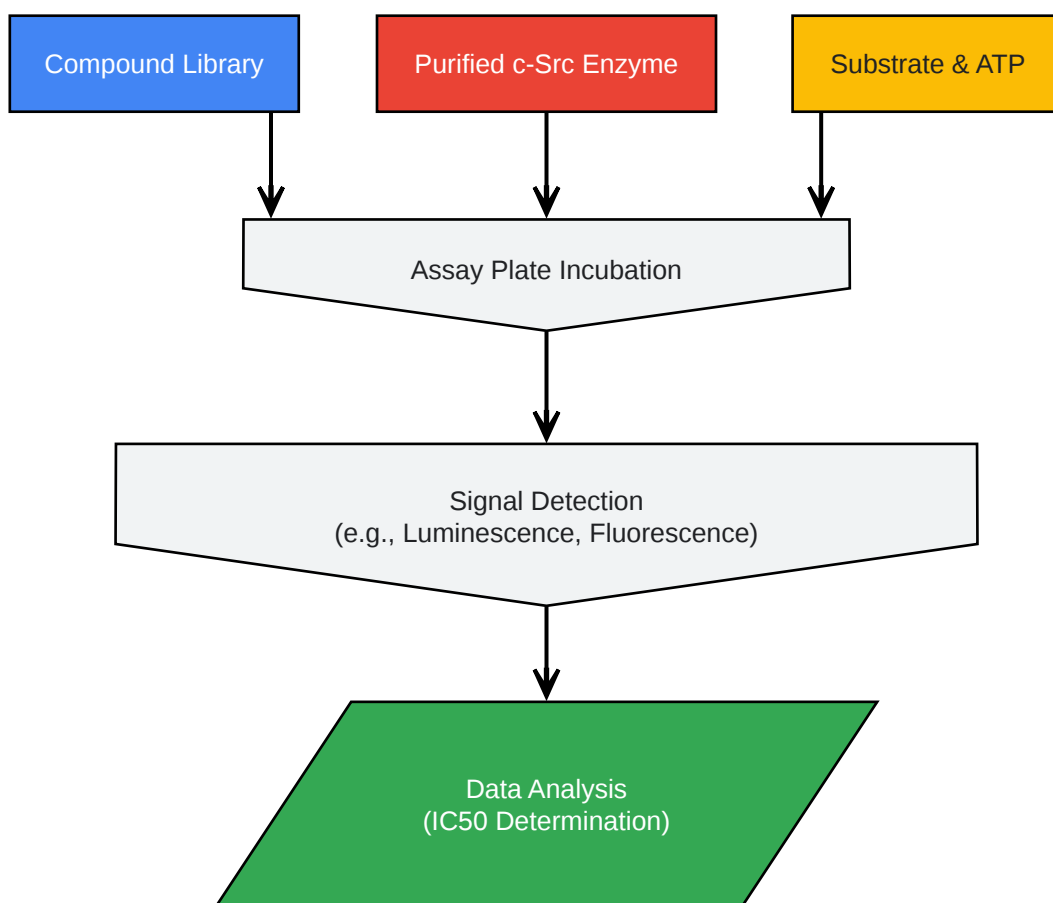 Compound Library
Purified c-Src Enzyme
Substrate & ATP
Assay Plate Incubation
Signal Detection
(e.g., Luminescence, Fluorescence)
Data Analysis
(IC50 Determination)